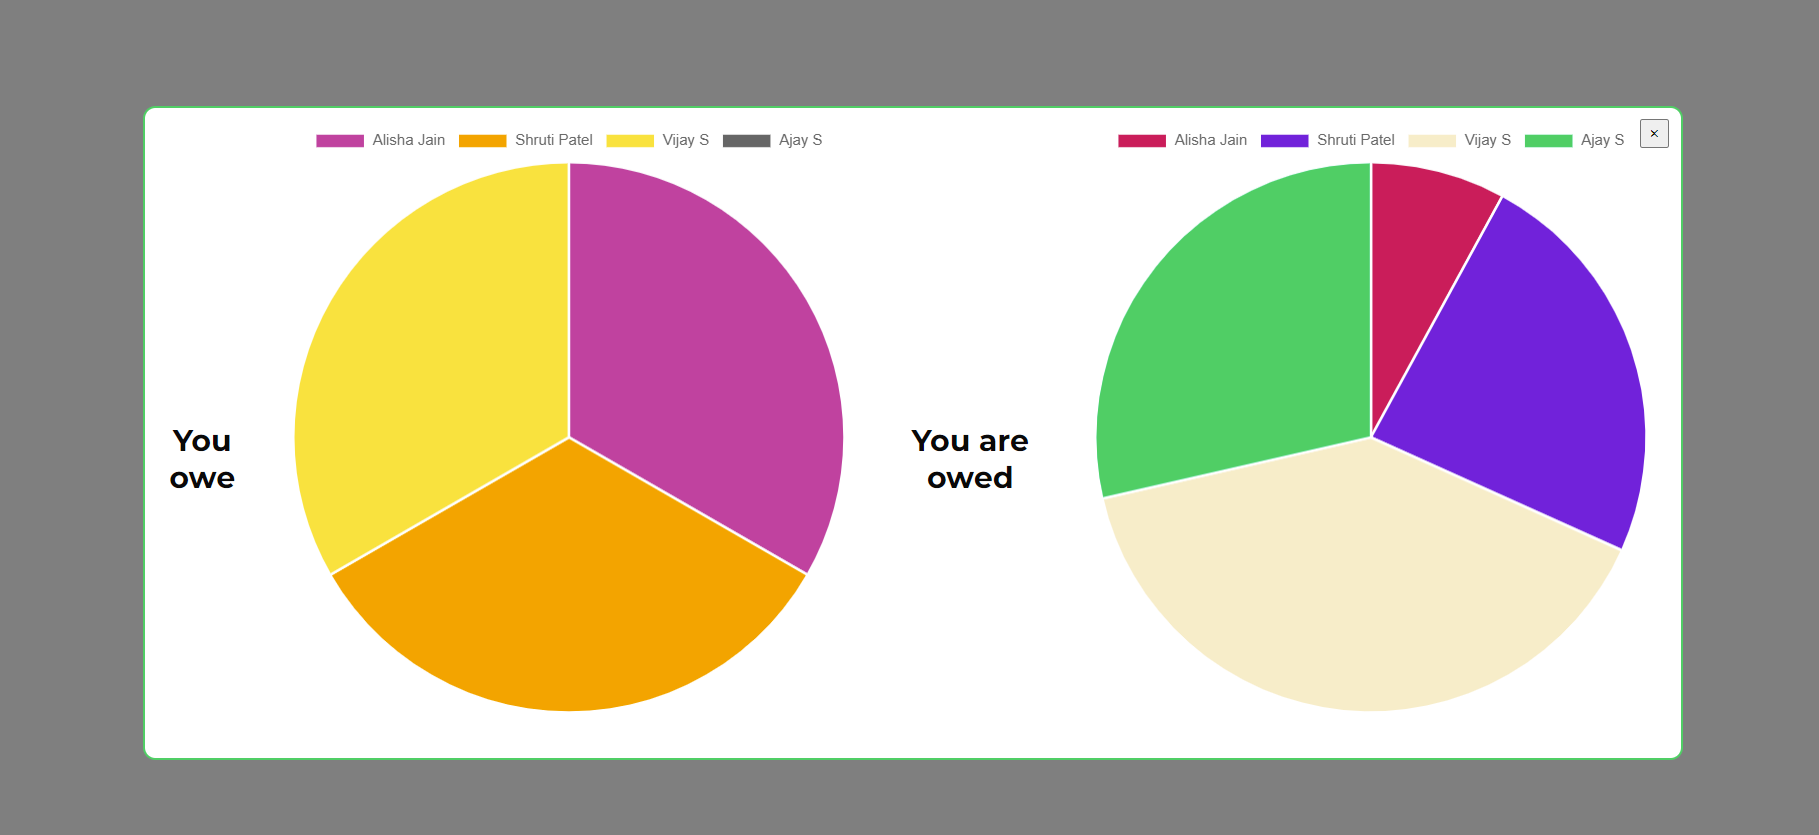 Alisha Jain Shruti Patel Vijay S Ajay S
You
owe
Alisha Jain Shruti Patel Vijay S Ajay S
×
You are
owed